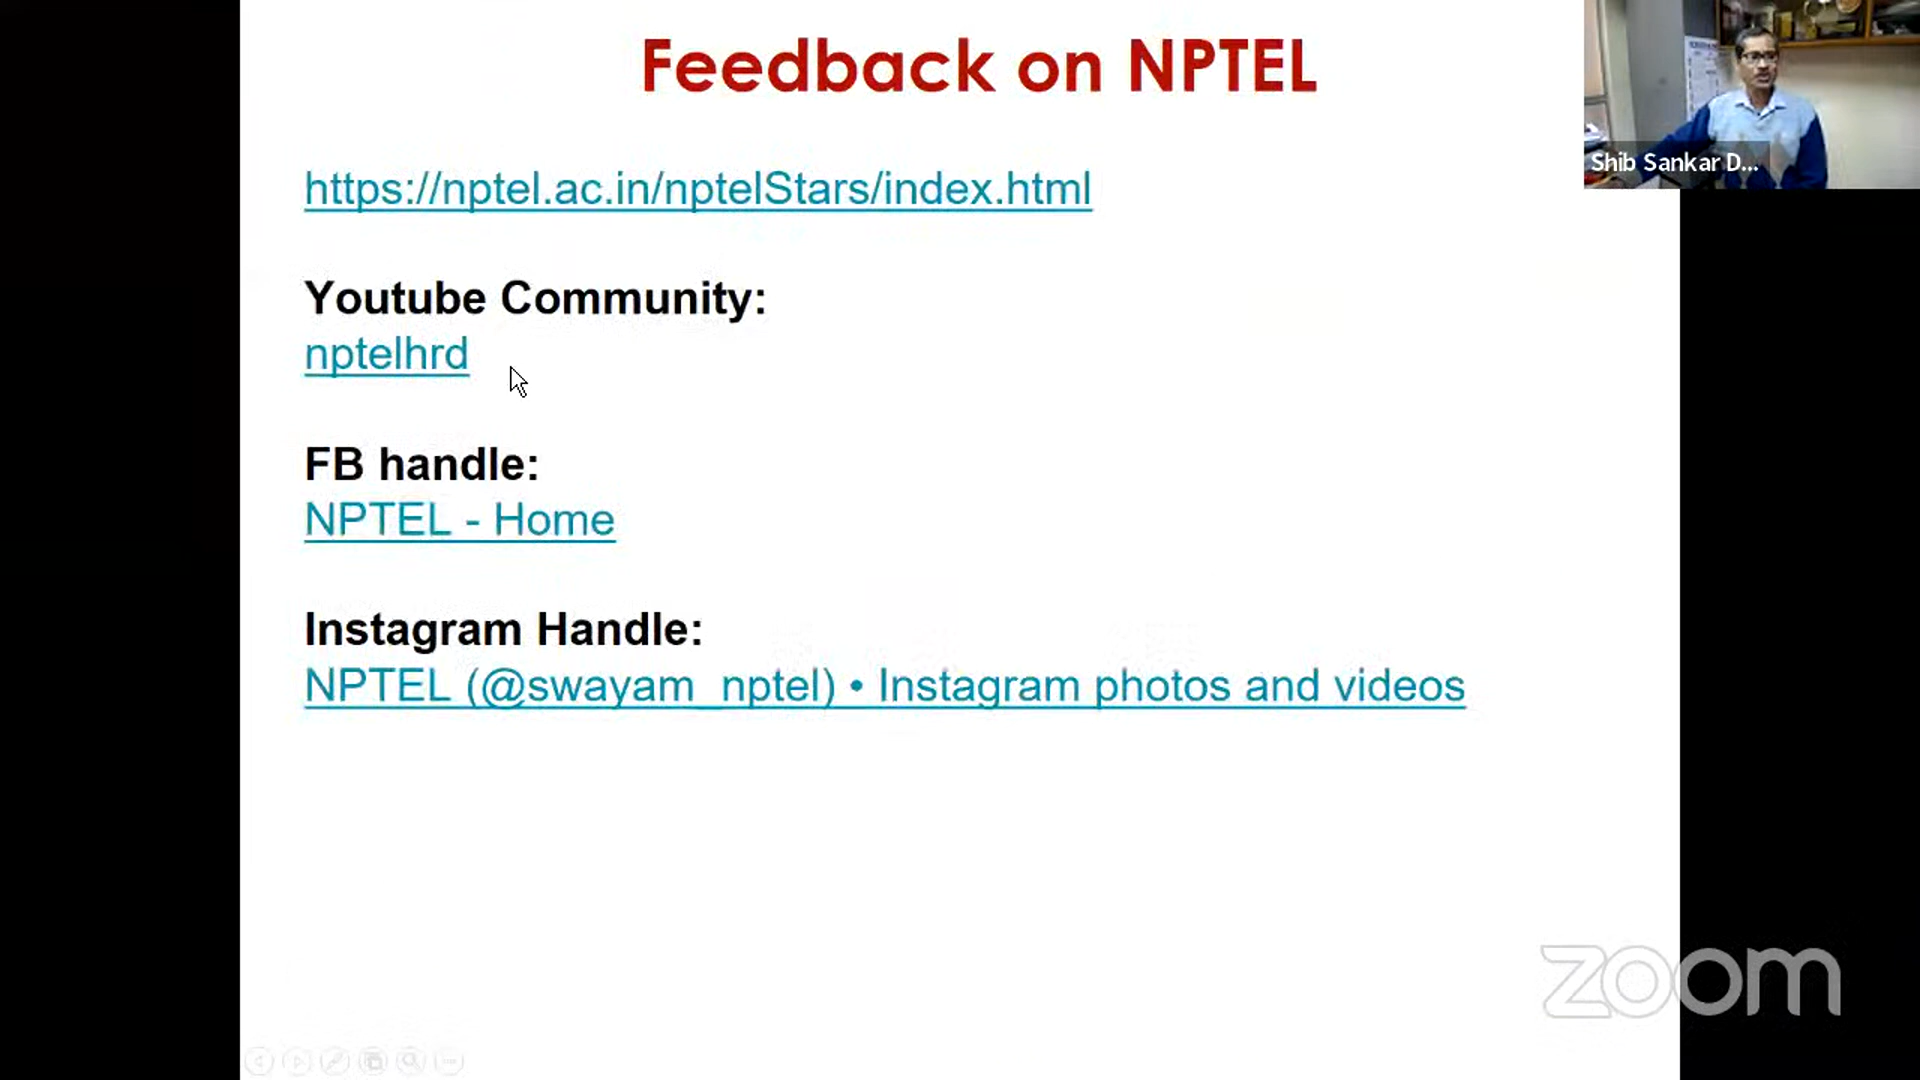 Feedback on NPTEL
https://nptel.ac.in/nptelStars/index.html
Youtube Community:
nptelhrd
FB handle:
NPTEL - Home
Instagram Handle:
NPTEL (@swayam_nptel) • Instagram photos and videos
Shib Sankar D...
zoom